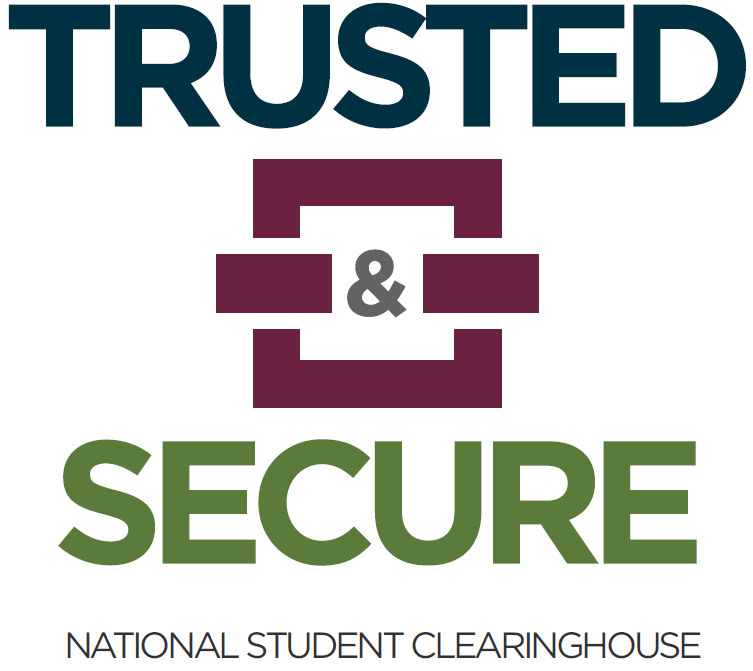 TRUSTED
&
SECURE
NATIONAL STUDENT CLEARINGHOUSE